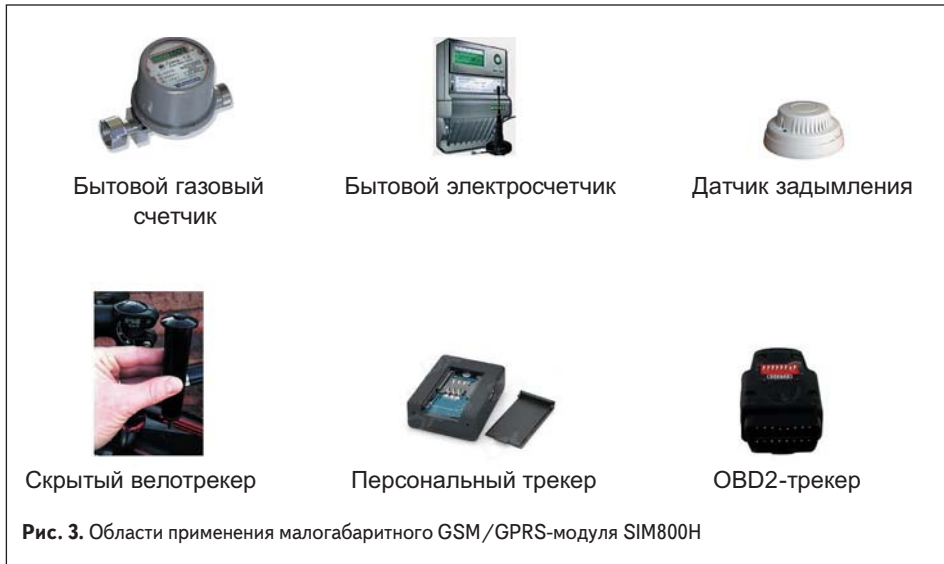 Бытовой газовый
счетчик
Бытовой электросчетчик
Датчик задымления
Скрытый велотрекер
Персональный трекер
OBD2-трекер
Рис. 3. Области применения малогабаритного GSM/GPRS-модуля SIM800H